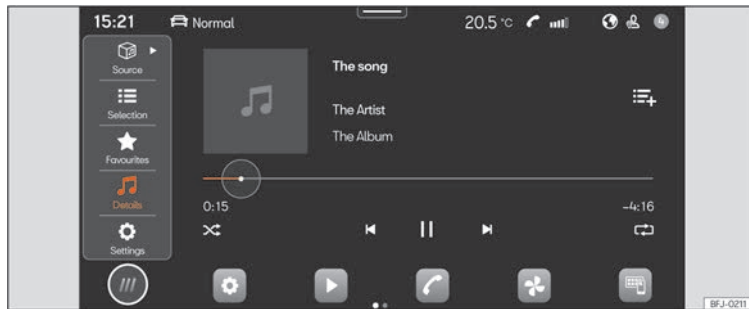 15:21
Normal
20.5 °C
4
Source
Selection
Favourites
Details
Settings
The song
The Artist
The Album
0:15
-4:16
BFJ-0211